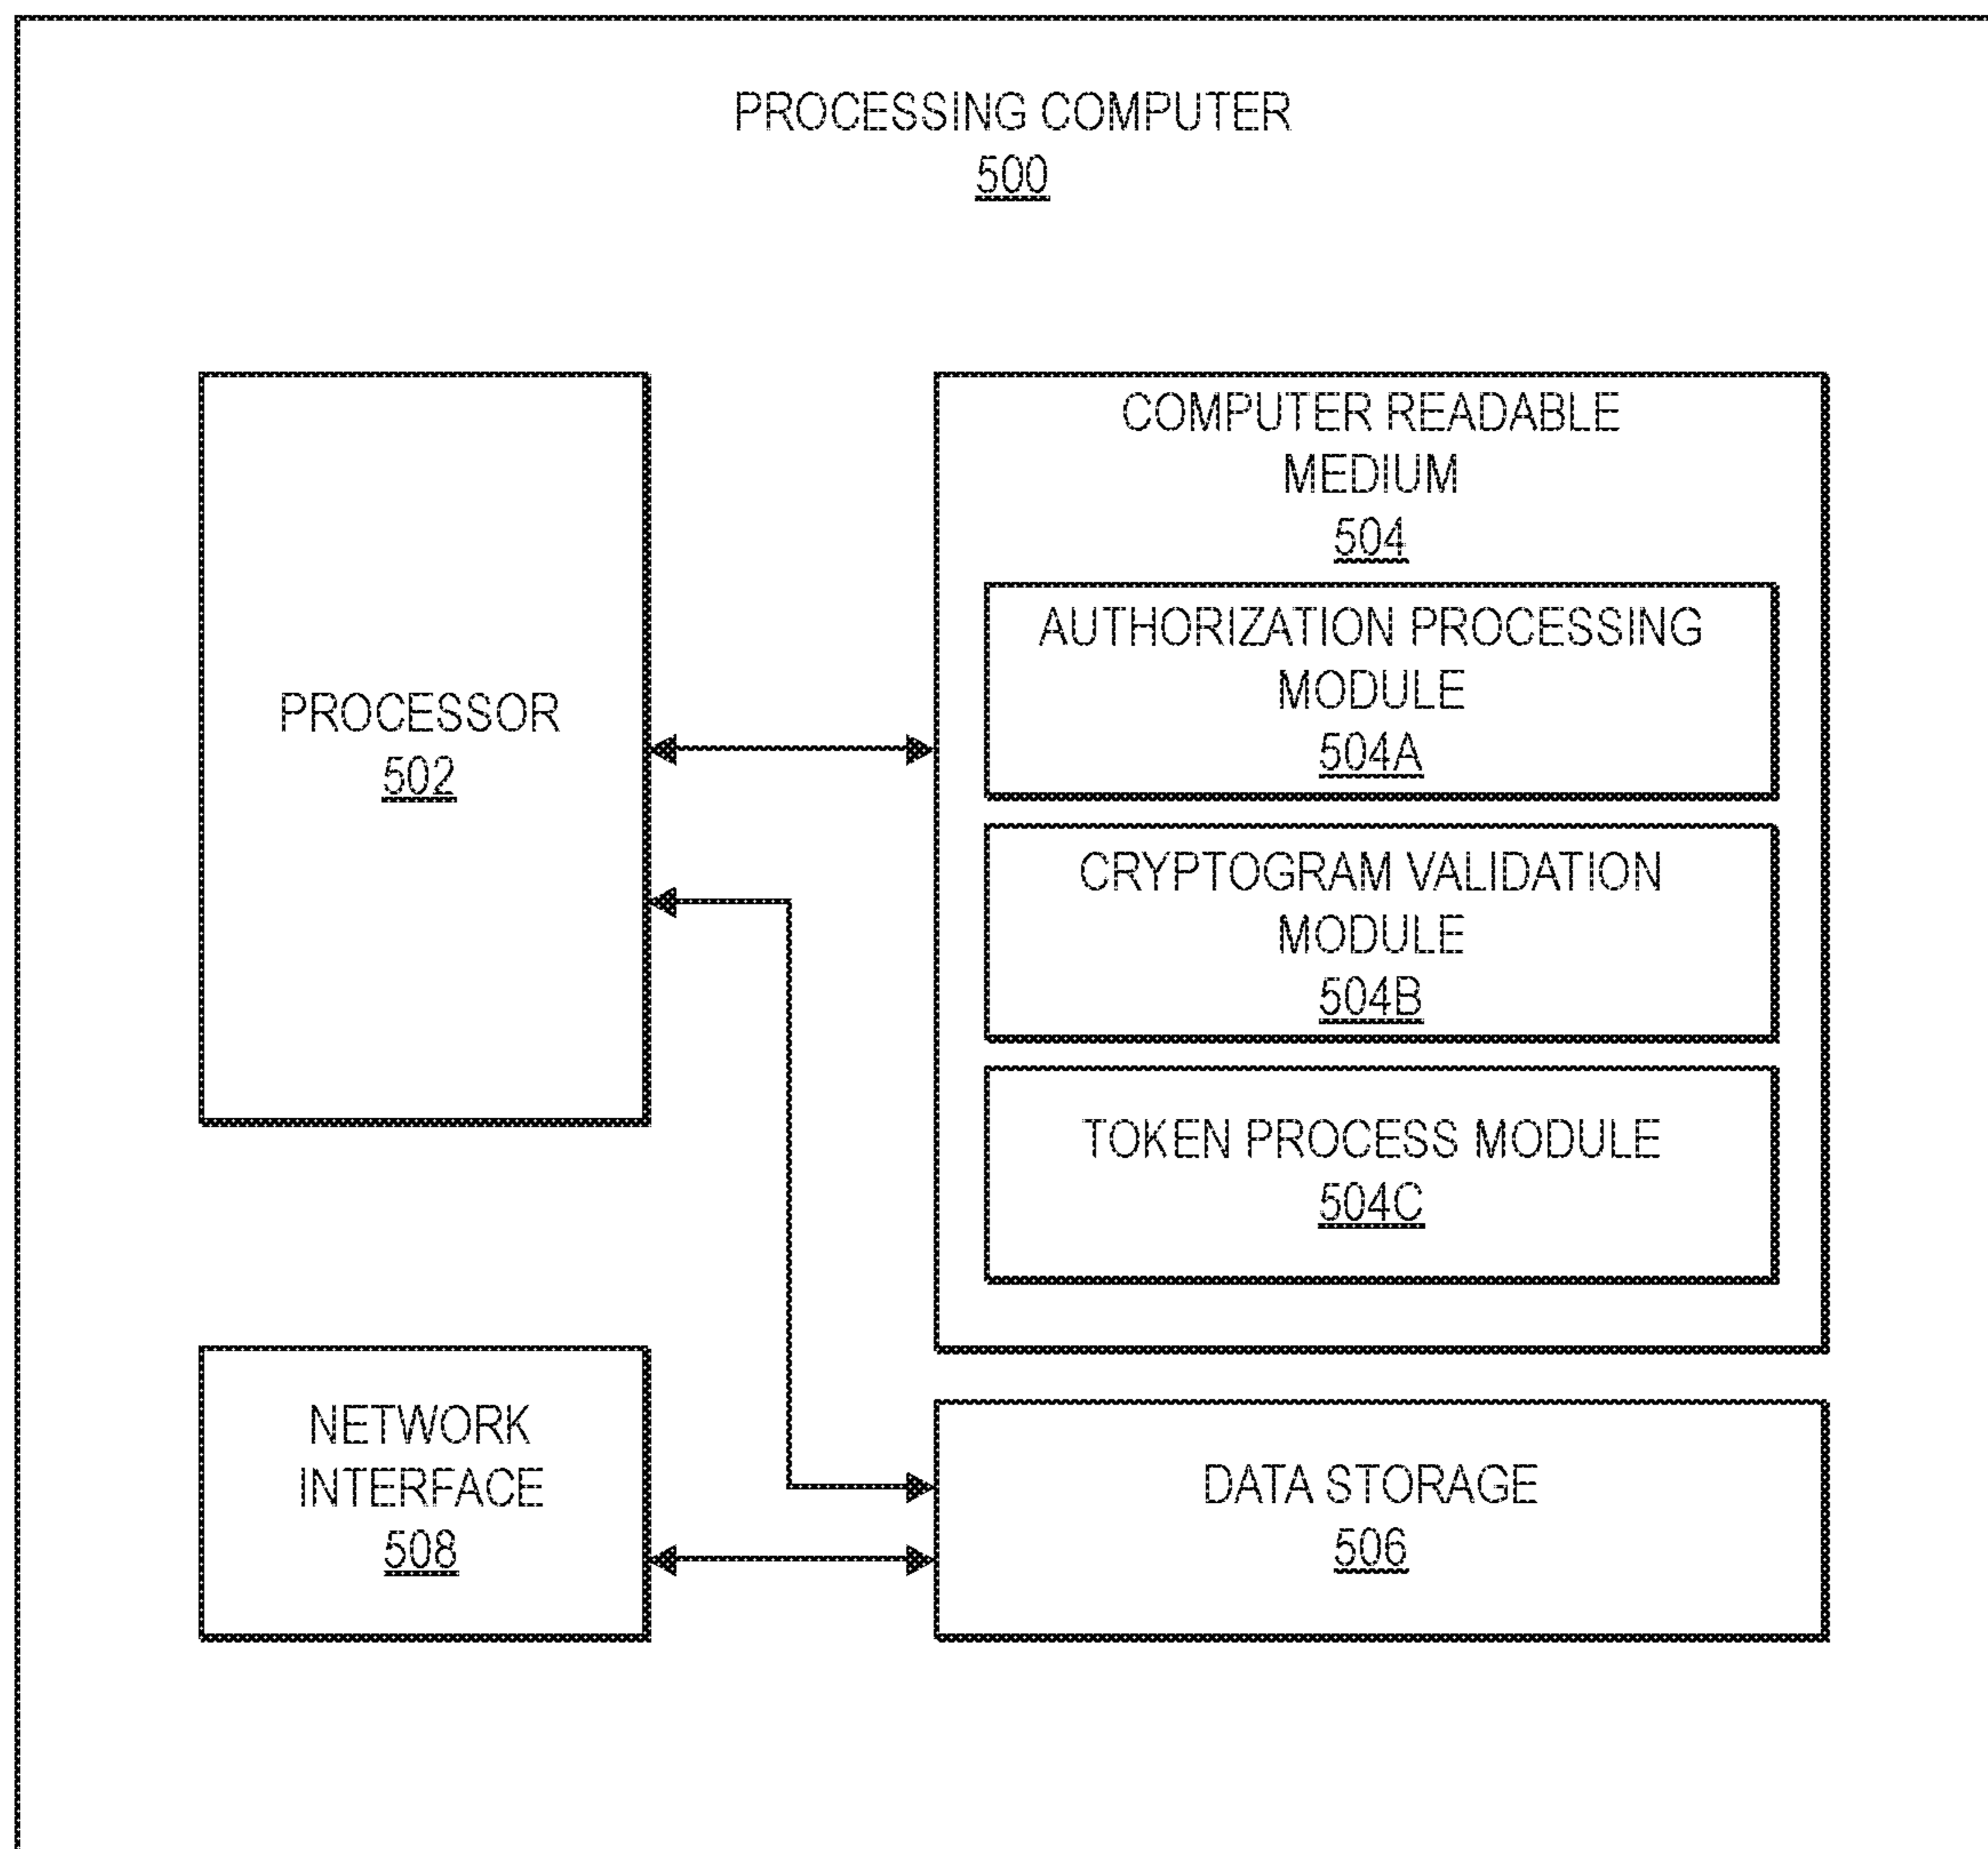 PROCESSING COMPUTER
500
PROCESSOR
502
COMPUTER READABLE
MEDIUM
504
AUTHORIZATION PROCESSING
MODULE
504A
CRYPTOGRAM VALIDATION
MODULE
504B
TOKEN PROCESS MODULE
504C
NETWORK
INTERFACE
508
DATA STORAGE
506